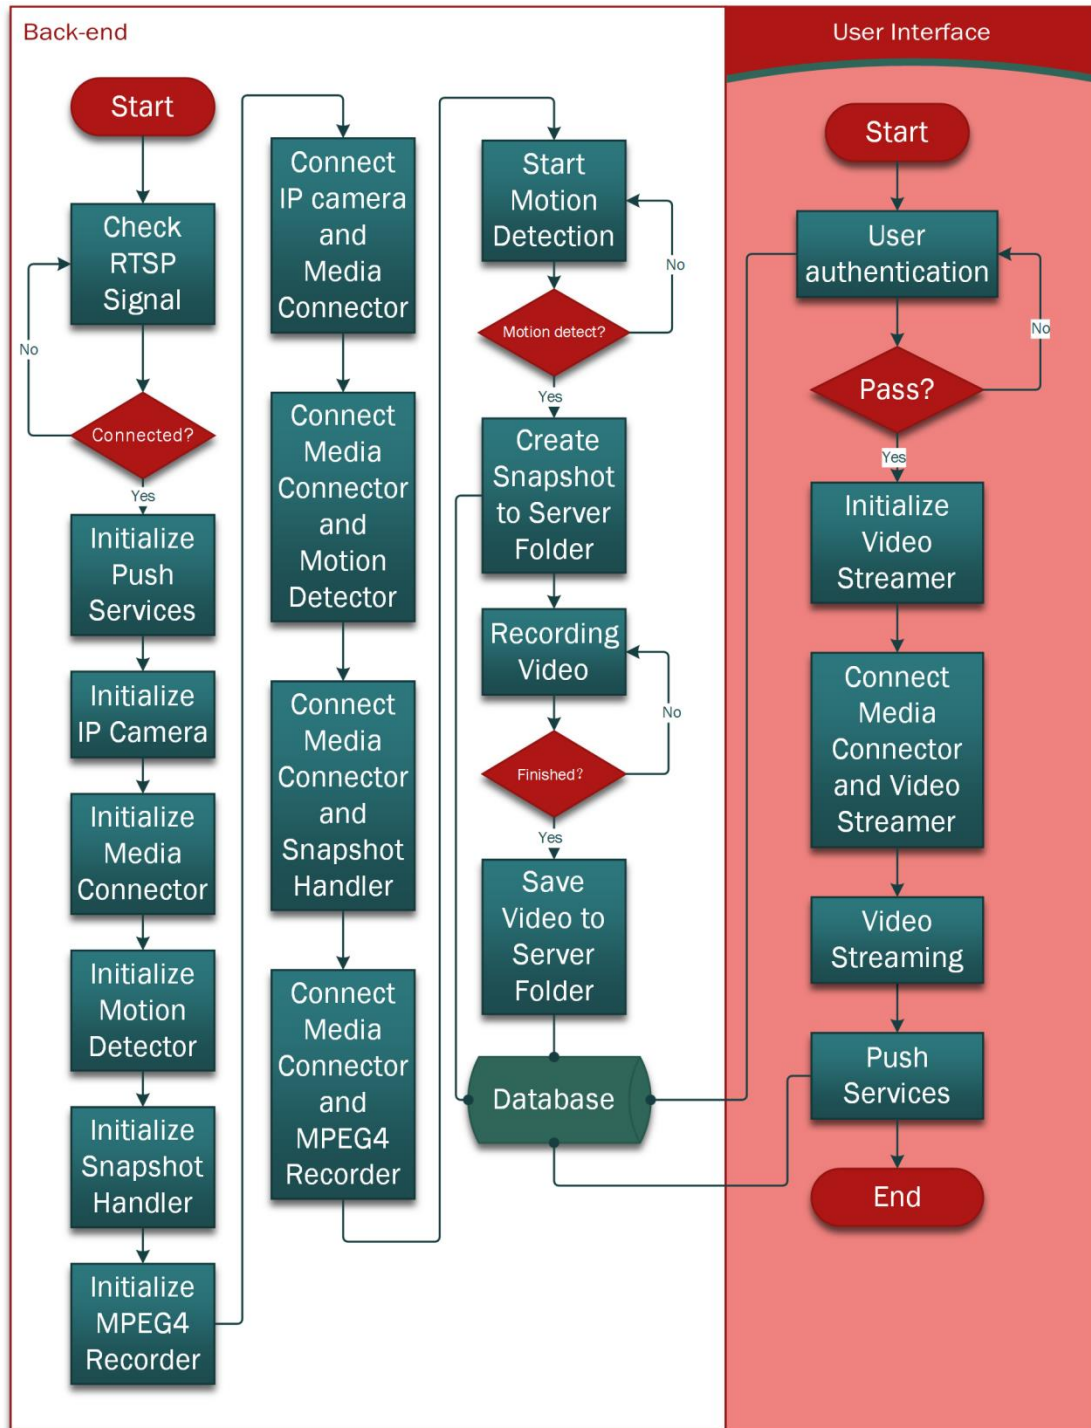 Back-end
Start
Check
RTSP
Signal
No
Connected?
Yes
Initialize
Push
Services
Initialize
IP Camera
Initialize
Media
Connector
Initialize
Motion
Detector
Initialize
Snapshot
Handler
Initialize
MPEG4
Recorder
Connect
IP camera
and
Media
Connector
Connect
Media
Connector
and
Motion
Detector
Connect
Media
Connector
and
Snapshot
Handler
Connect
Media
Connector
and
MPEG4
Recorder
Start
Motion
Detection
No
Motion detect?
Yes
Create
Snapshot
to Server
Folder
Recording
Video
No
Finished?
Yes
Save
Video to
Server
Folder
Database
User Interface
Start
User
authentication
No
Pass?
Yes
Initialize
Video
Streamer
Connect
Media
Connector
and Video
Streamer
Video
Streaming
Push
Services
End